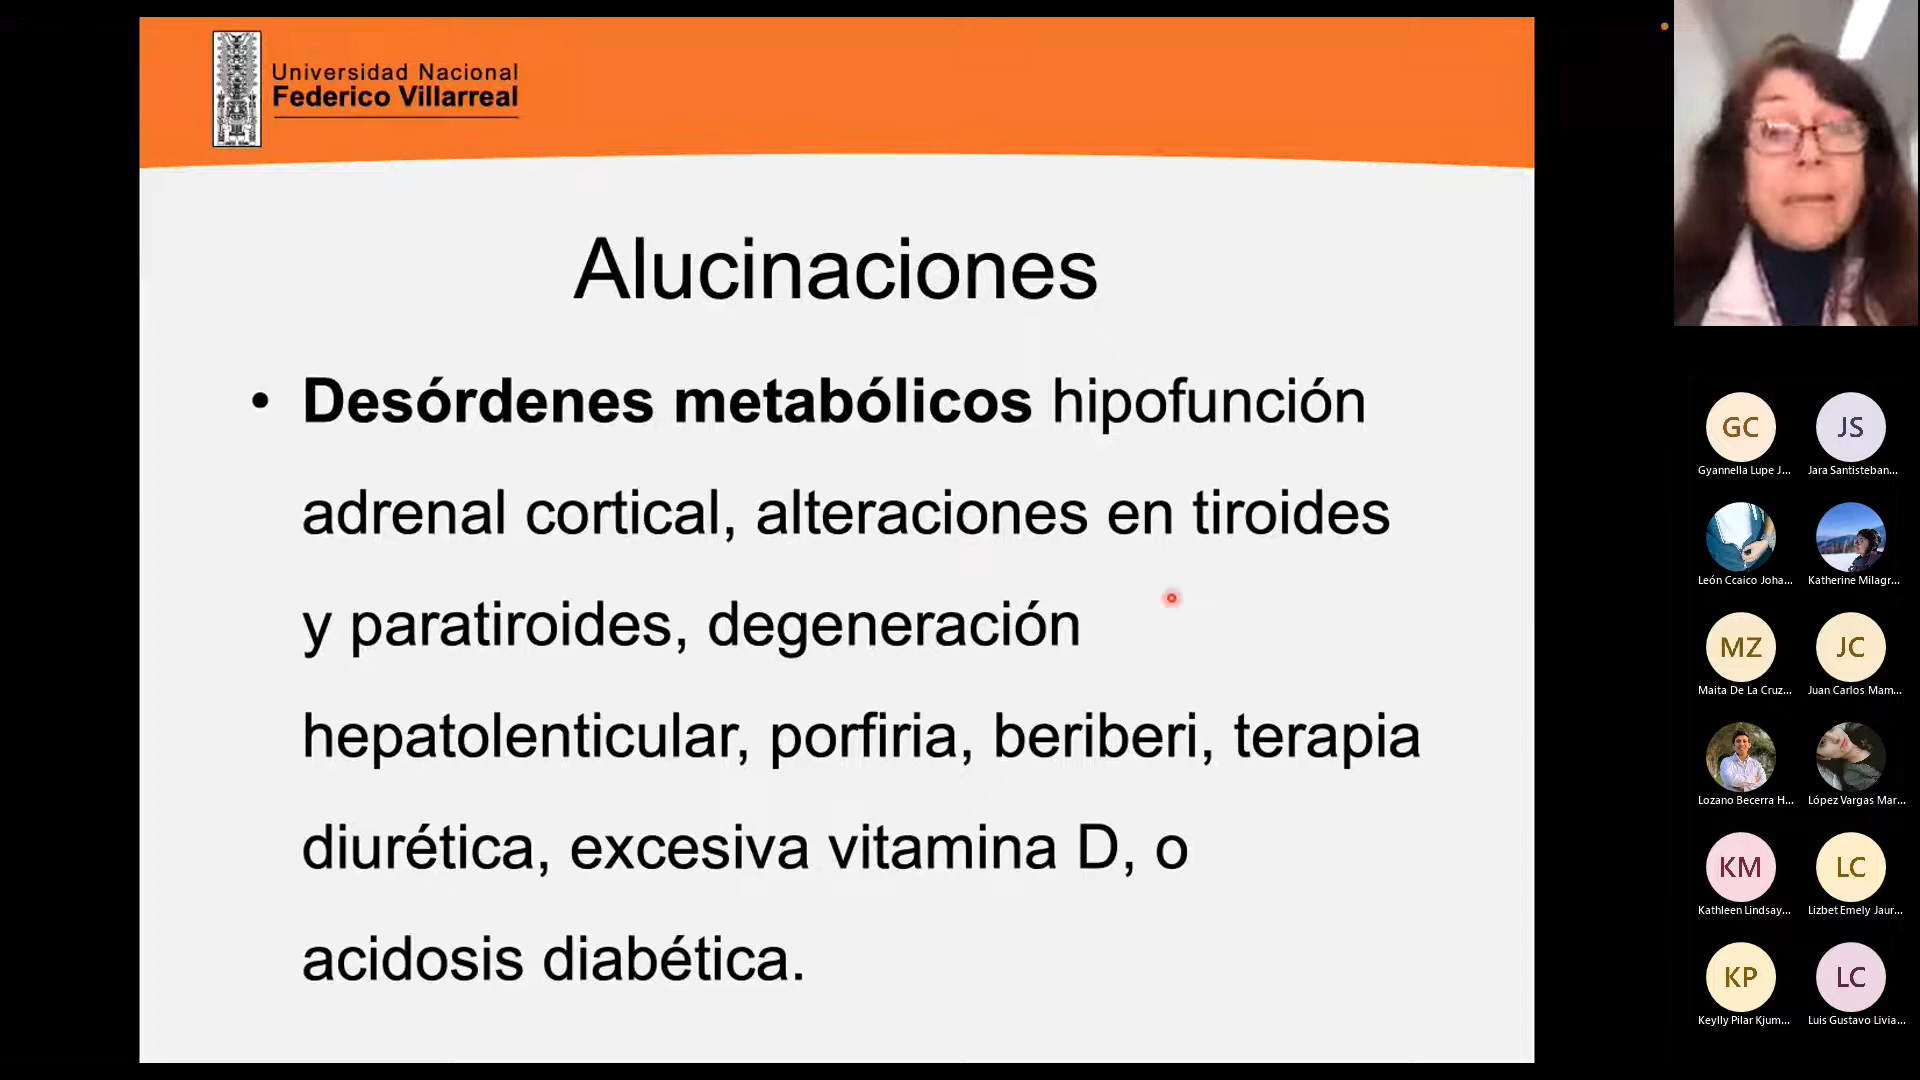 Universidad Nacional
Federico Villarreal
Alucinaciones
• Desórdenes metabólicos hipofunción
adrenal cortical, alteraciones en tiroides
y paratiroides, degeneración
hepatolenticular, porfiria, beriberi, terapia
diurética, excesiva vitamina D, o
acidosis diabética.
GC
JS
Gyannella Lupe J...
Jara Santisteban...
León Ccaico Joha...
Katherine Milagr...
MZ
JC
Maita De La Cruz...
Juan Carlos Mam...
Lozano Becerra H...
López Vargas Mar...
KM
LC
Kathleen Lindsay...
Lizbet Emely Jaur...
KP
LC
Keylly Pilar Kjum...
Luis Gustavo Livia...